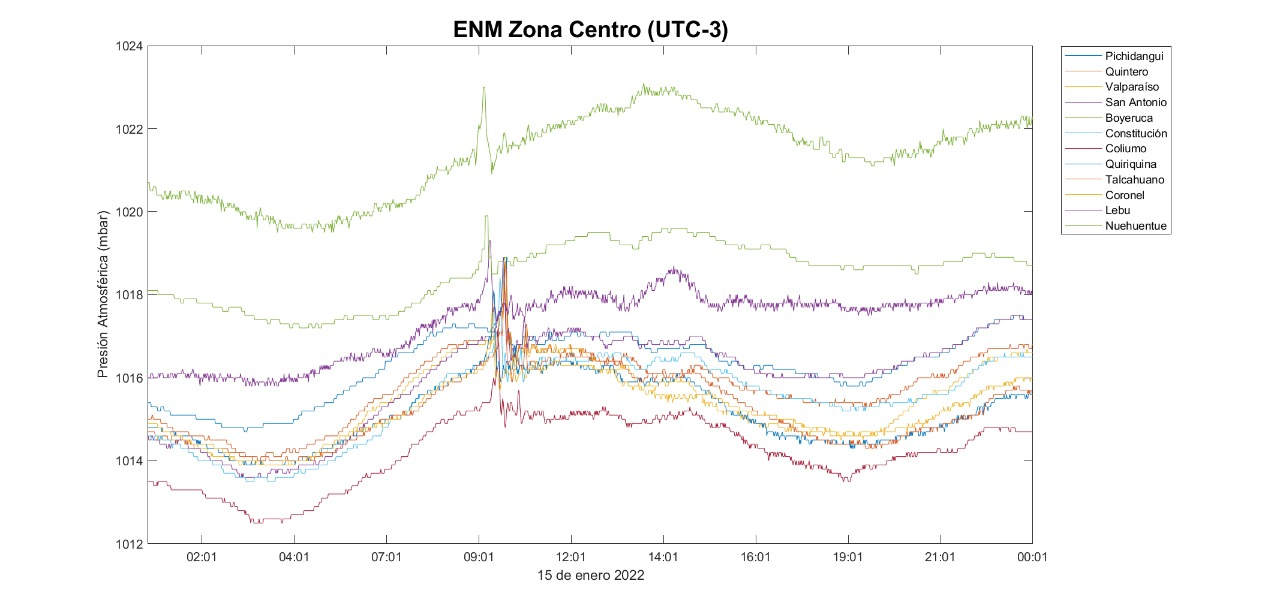 ENM Zona Centro (UTC-3)
1024
1022
1020
1018
1016
1014
1012
Presión Atmosférica (mbar)
02:01
04:01
07:01
09:01
12:01
14:01
16:01
19:01
21:01
00:01
15 de enero 2022
Pichidangui
Quintero
Valparaíso
San Antonio
Boyeruca
Constitución
Coliumo
Quiriquina
Talcahuano
Coronel
Lebu
Nuehuentue